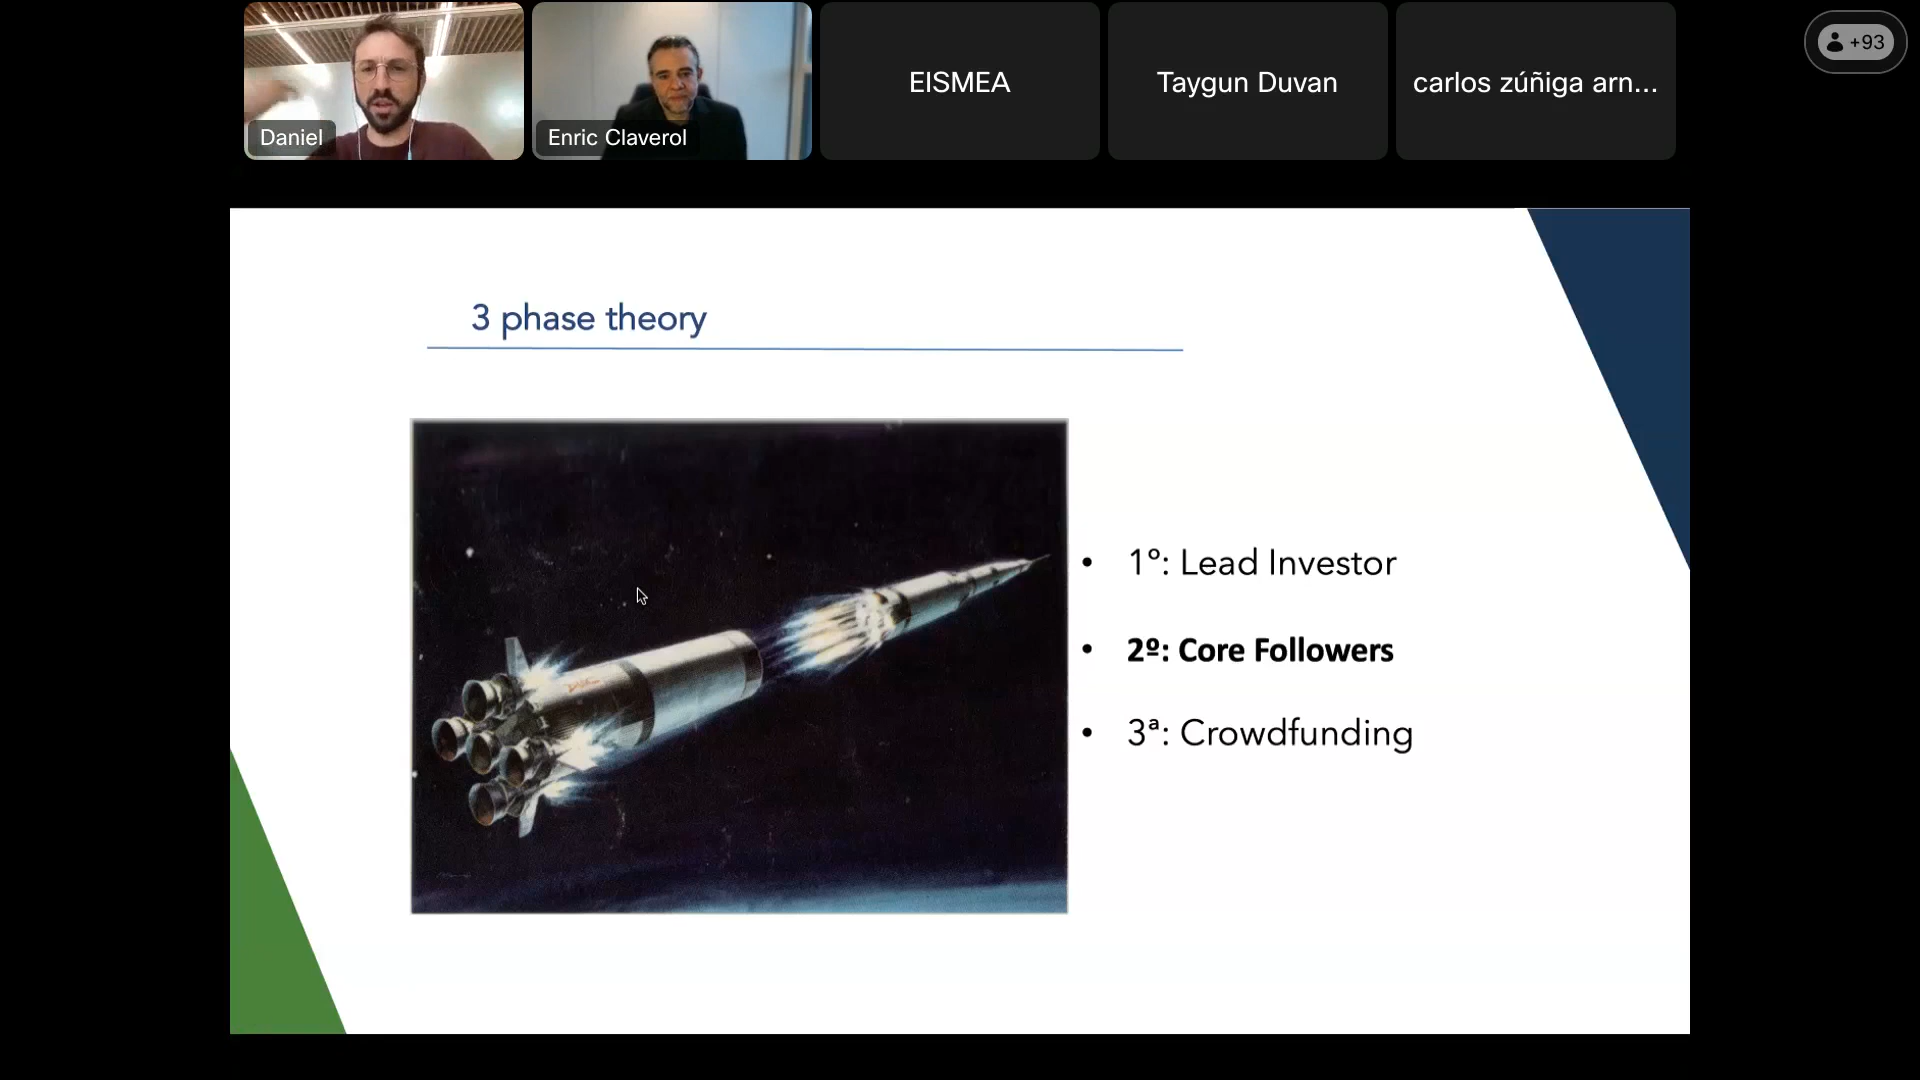 Daniel
Enric Claverol
EISMEA
Taygun Duvan
carlos zúñiga arn...
+93
3 phase theory
• 1º: Lead Investor
• 2º: Core Followers
• 3ª: Crowdfunding